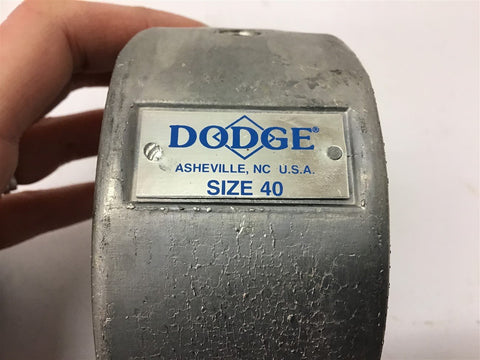 DODGE®
ASHEVILLE, NC U.S.A.
SIZE 40